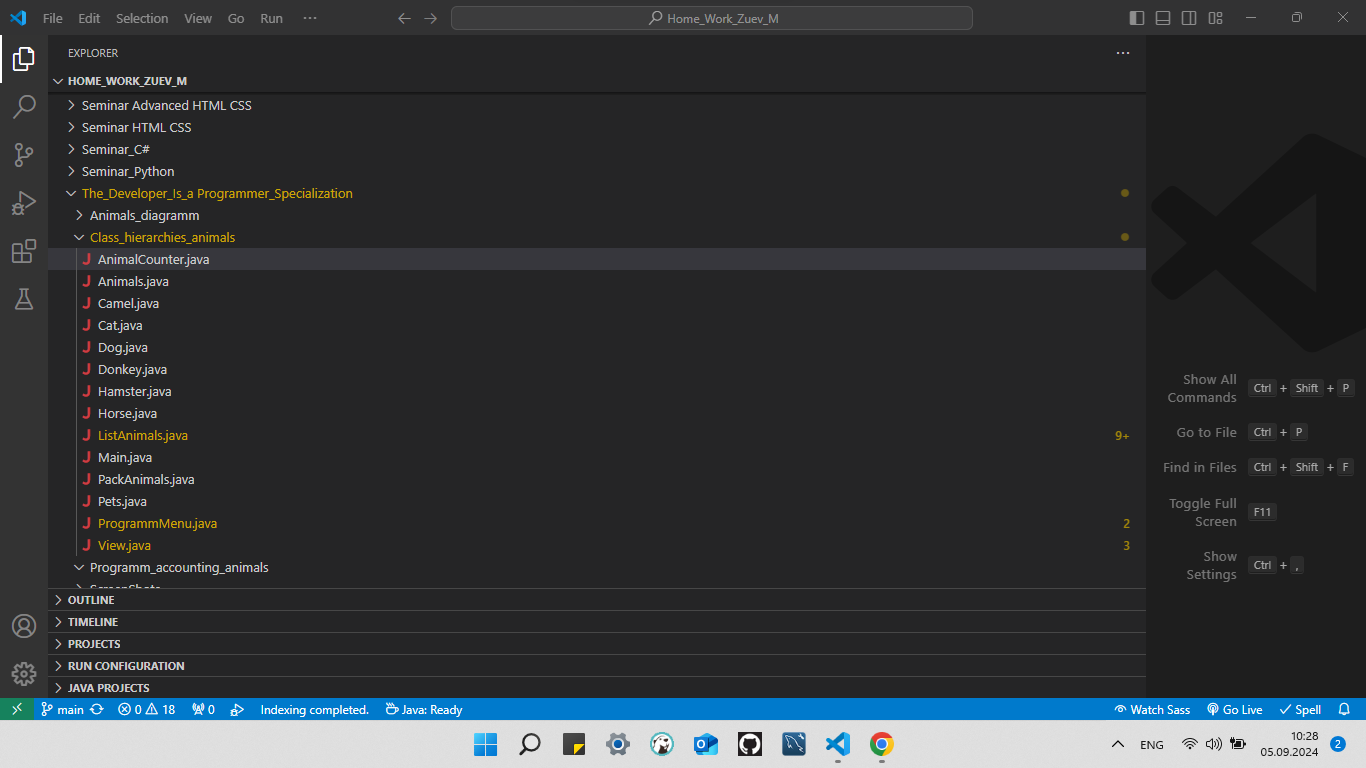 File Edit Selection View Go Run ···
Home_Work_Zuev_M
EXPLORER
HOME_WORK_ZUEV_M
Seminar Advanced HTML CSS
Seminar HTML CSS
Seminar_C#
Seminar_Python
The_Developer_Is_a Programmer_Specialization
Animals_diagramm
Class_hierarchies_animals
AnimalCounter.java
Animals.java
Camel.java
Cat.java
Dog.java
Donkey.java
Hamster.java
Horse.java
ListAnimals.java 9+
Main.java
PackAnimals.java
Pets.java
ProgrammMenu.java 2
View.java 3
Programm_accounting_animals
ScreenShots
OUTLINE
TIMELINE
PROJECTS
RUN CONFIGURATION
JAVA PROJECTS
Show All
Commands Ctrl + Shift + P
Go to File Ctrl + P
Find in Files Ctrl + Shift + F
Toggle Full
Screen F11
Show
Settings Ctrl + ,
main 0 18 0 Indexing completed. Java: Ready Watch Sass Go Live Spell
ENG
10:28
05.09.2024
2